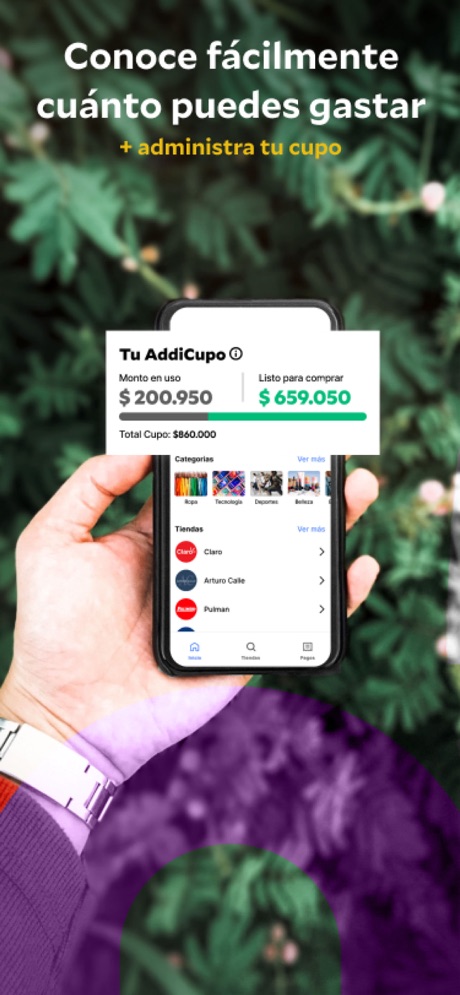 Conoce fácilmente
cuánto puedes gastar
+ administra tu cupo
Tu AddiCupo
Monto en uso
$ 200.950
Listo para comprar
$ 659.050
Total Cupo: $860.000
Categorías
Ver más
Ropa
Tecnología
Deportes
Belleza
Tiendas
Ver más
Claro
Claro
Arturo Calle
Pulman
Inicio
Tiendas
Pagos